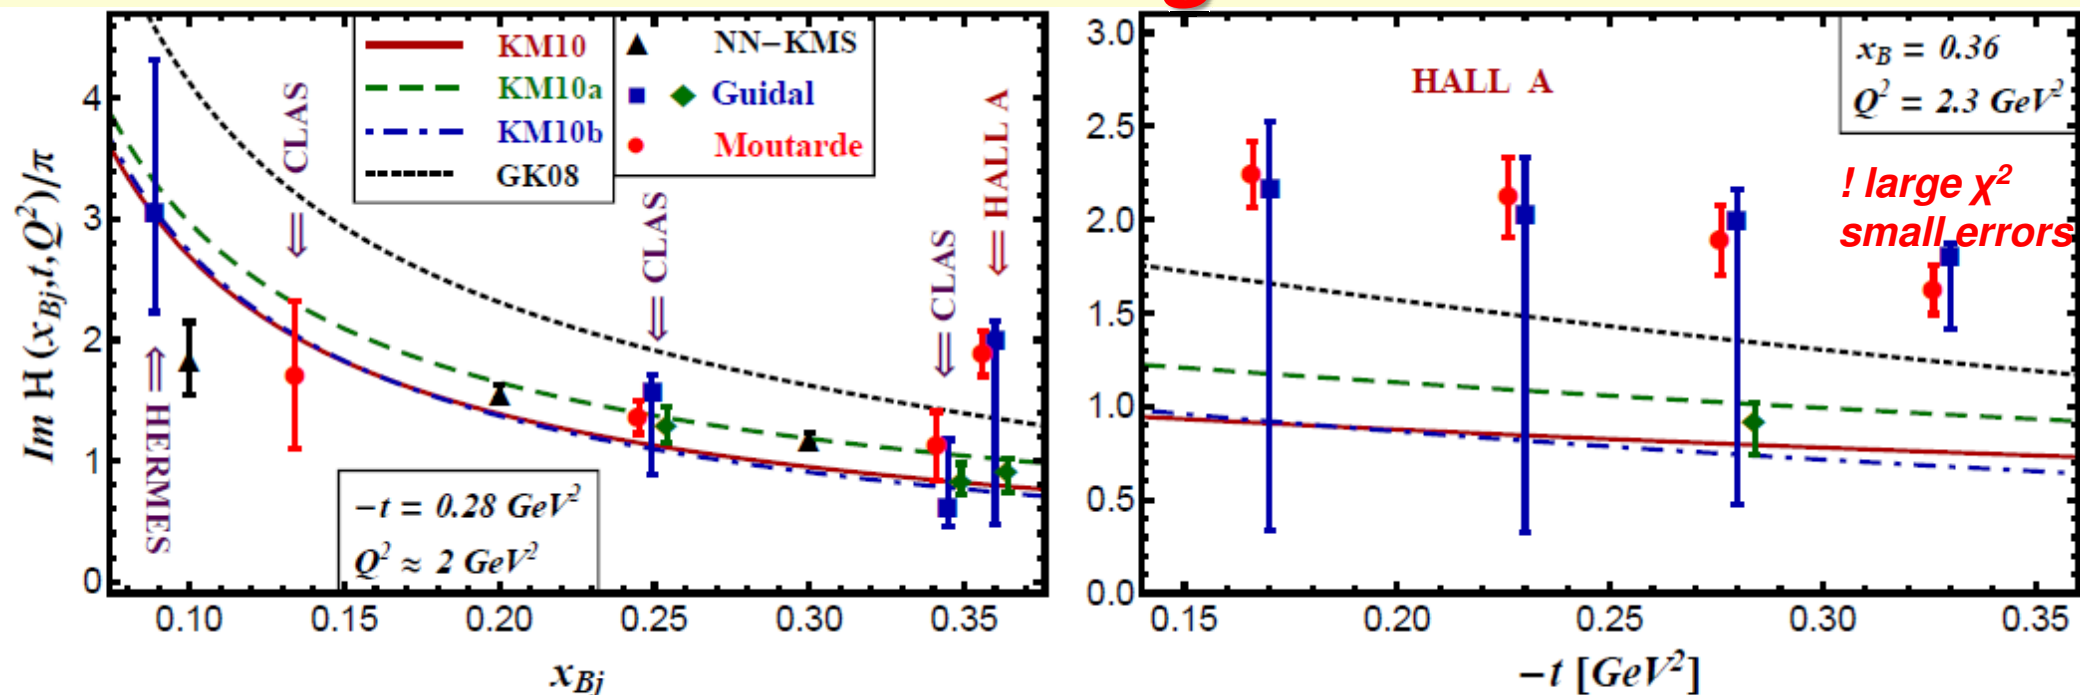 KM10
KM10a
KM10b
GK08
NN−KMS
Guidal
Moutarde
CLAS
CLAS
CLAS
HALL A
HERMES
−t = 0.28 GeV²
Q² ≈ 2 GeV²
Im H (x_Bj,t,Q²)/π
4
3
2
1
0
0.10 0.15 0.20 0.25 0.30 0.35
x_Bj
HALL A
x_B = 0.36
Q² = 2.3 GeV²
! large χ²
small errors
3.0
2.5
2.0
1.5
1.0
0.5
0.0
0.15 0.20 0.25 0.30 0.35
−t [GeV²]